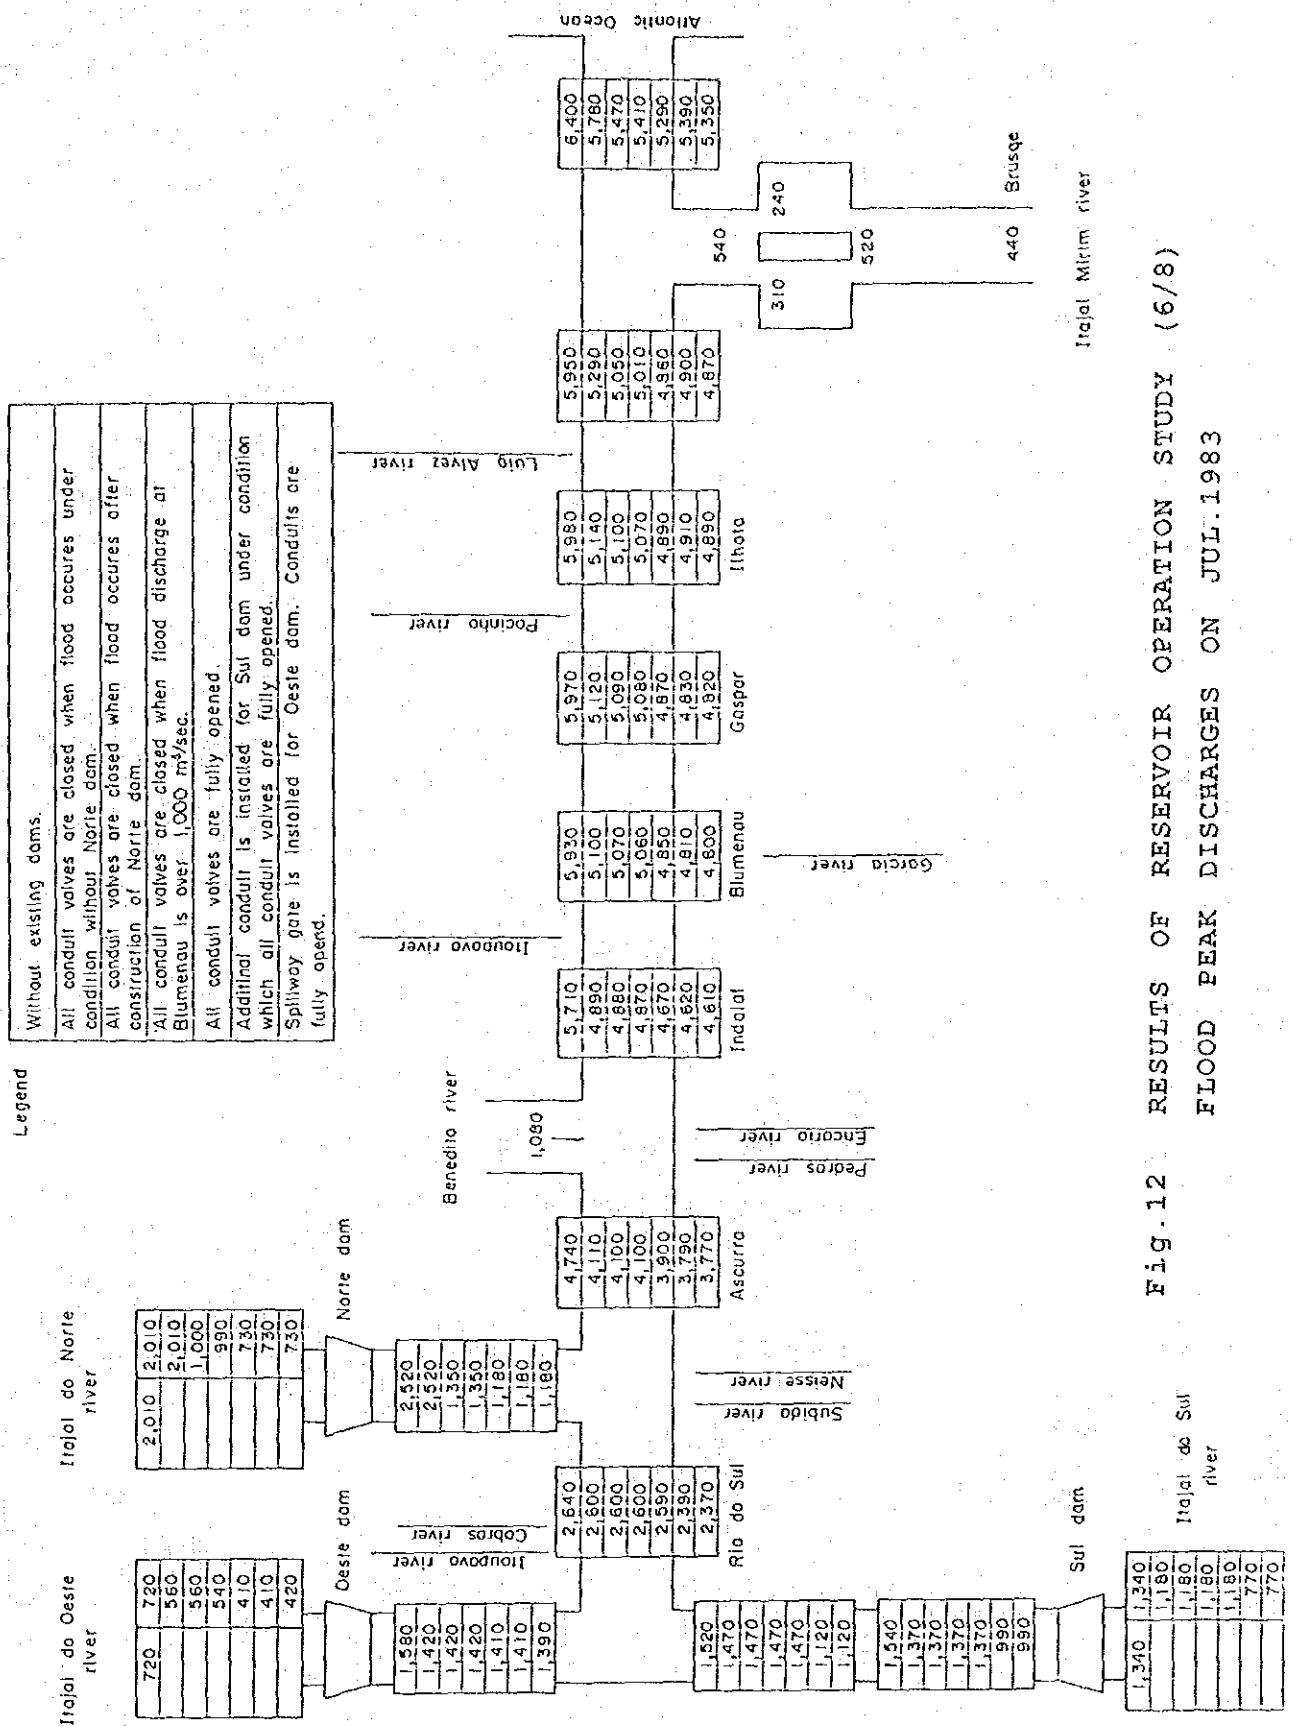 Legend
Without existing dams.
All conduit valves are closed when flood occures under
condition without Norte dam.
All conduit valves are closed when flood occures after
construction of Norte dam.
All conduit valves are closed when flood discharge at
Blumenau is over 1,000 m³/sec.
All conduit valves are fully opened.
Additinal conduit is installed for Sul dam under condition
which all conduit valves are fully opened.
Spillway gate is installed for Oeste dam. Conduits are
fully opend.
Itajai do Oeste
river
720 720
560
560
540
410
410
420
Oeste dam
1,580
1,420
1,420
1,420
1,410
1,410
1,390
Itoupava river
Cobros river
Itajai do Norte
river
2,010 2,010
2,010
1,000
990
730
730
730
Norte dam
2,520
2,520
1,350
1,350
1,180
1,180
1,180
Benedito river
1,080
Itoupava river
Pocinho river
Luig Alvez river
Atlantic Ocean
2,640
2,600
2,600
2,600
2,590
2,390
2,370
Rio do Sul
4,740
4,110
4,100
4,100
3,900
3,790
3,770
Ascurra
5,710
4,890
4,880
4,870
4,670
4,620
4,610
Indaial
5,930
5,100
5,070
5,060
4,850
4,810
4,800
Blumenau
5,970
5,120
5,090
5,080
4,870
4,830
4,820
Gaspar
5,980
5,140
5,100
5,070
4,890
4,910
4,890
Ilhota
5,950
5,290
5,050
5,010
4,860
4,900
4,870
6,400
5,780
5,470
5,410
5,290
5,390
5,350
1,520
1,470
1,470
1,470
1,470
1,120
1,120
1,540
1,370
1,370
1,370
1,370
990
990
Sul dam
1,340 1,340
1,180
1,180
1,180
1,180
770
770
Itajai do Sul
river
Subida river
Neisse river
Pedros river
Encorio river
Garcia river
540
310
240
520
440
Brusqe
Itajai Mirim river
Fig.12 RESULTS OF RESERVOIR OPERATION STUDY (6/8)
FLOOD PEAK DISCHARGES ON JUL.1983